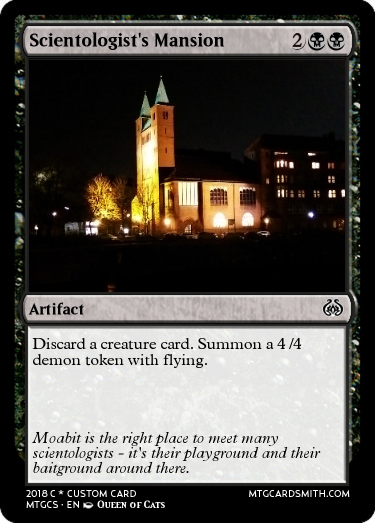 Scientologist's Mansion 2
Artifact
Discard a creature card. Summon a 4/4
demon token with flying.
Moabit is the right place to meet many
scientologists - it's their playground and their
baitground around there.
2018 C * CUSTOM CARD
MTGCARDSMITH.COM
MTGCS · EN QUEEN OF CATS